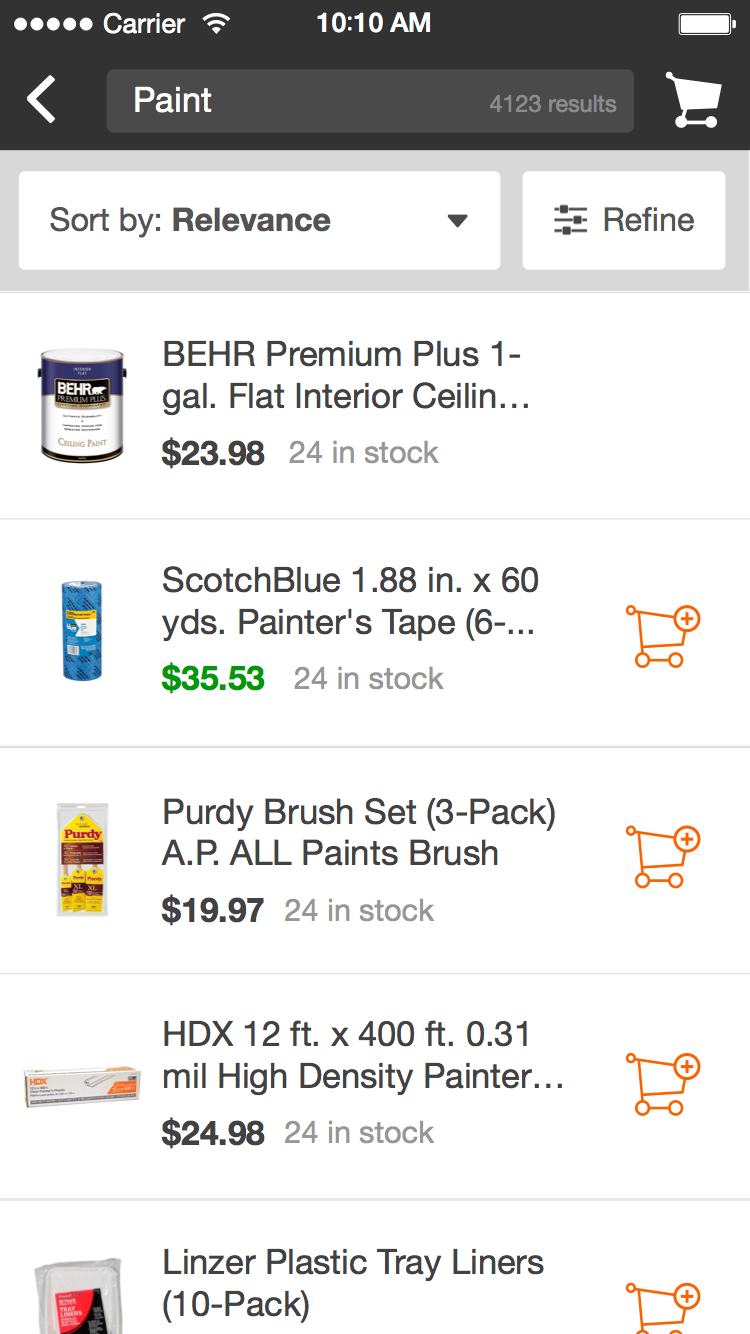 Carrier
10:10 AM
Paint
4123 results
Sort by: Relevance
Refine
BEHR Premium Plus 1-
gal. Flat Interior Ceilin...
$23.98 24 in stock
INTERIOR
FLAT
BEHR
PREMIUM PLUS
CEILING PAINT
ScotchBlue 1.88 in. x 60
yds. Painter's Tape (6-...
$35.53 24 in stock
Purdy Brush Set (3-Pack)
A.P. ALL Paints Brush
$19.97 24 in stock
Purdy
Purdy
XL
XL
HDX 12 ft. x 400 ft. 0.31
mil High Density Painter...
$24.98 24 in stock
HDX
Linzer Plastic Tray Liners
(10-Pack)
TRAY
LINERS